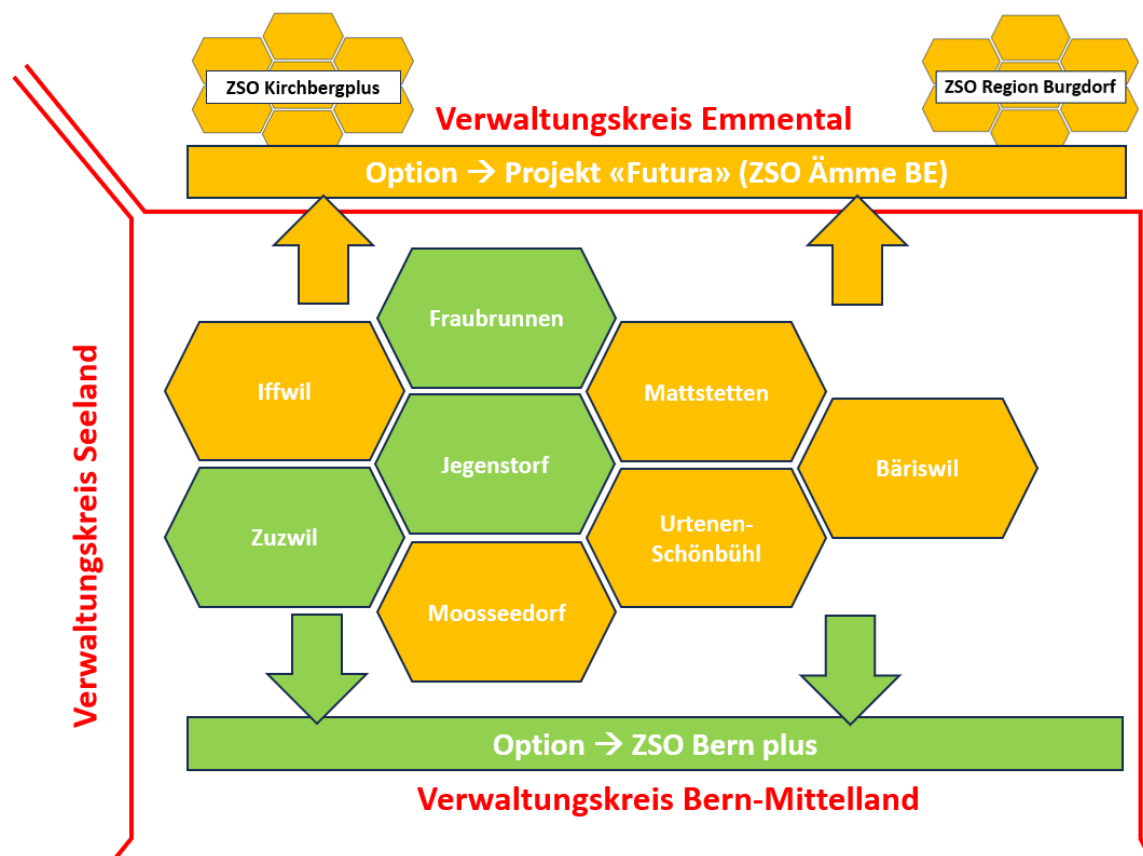 ZSO Kirchbergplus
ZSO Region Burgdorf
Verwaltungskreis Emmental
Option → Projekt «Futura» (ZSO Ämme BE)
Verwaltungskreis Seeland
Fraubrunnen
Iffwil
Mattstetten
Jegenstorf
Bäriswil
Zuzwil
Urtenen-
Schönbühl
Moosseedorf
Option → ZSO Bern plus
Verwaltungskreis Bern-Mittelland